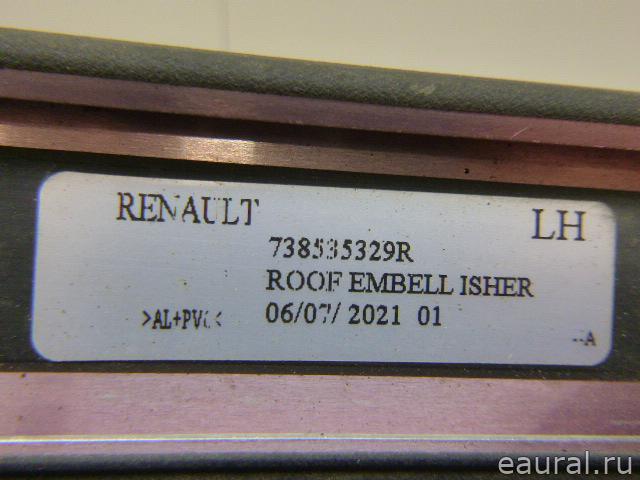 RENAULT LH
738535329R
ROOF EMBELL ISHER
>AL+PVC< 06/07/ 2021 01
--A
eaural.ru